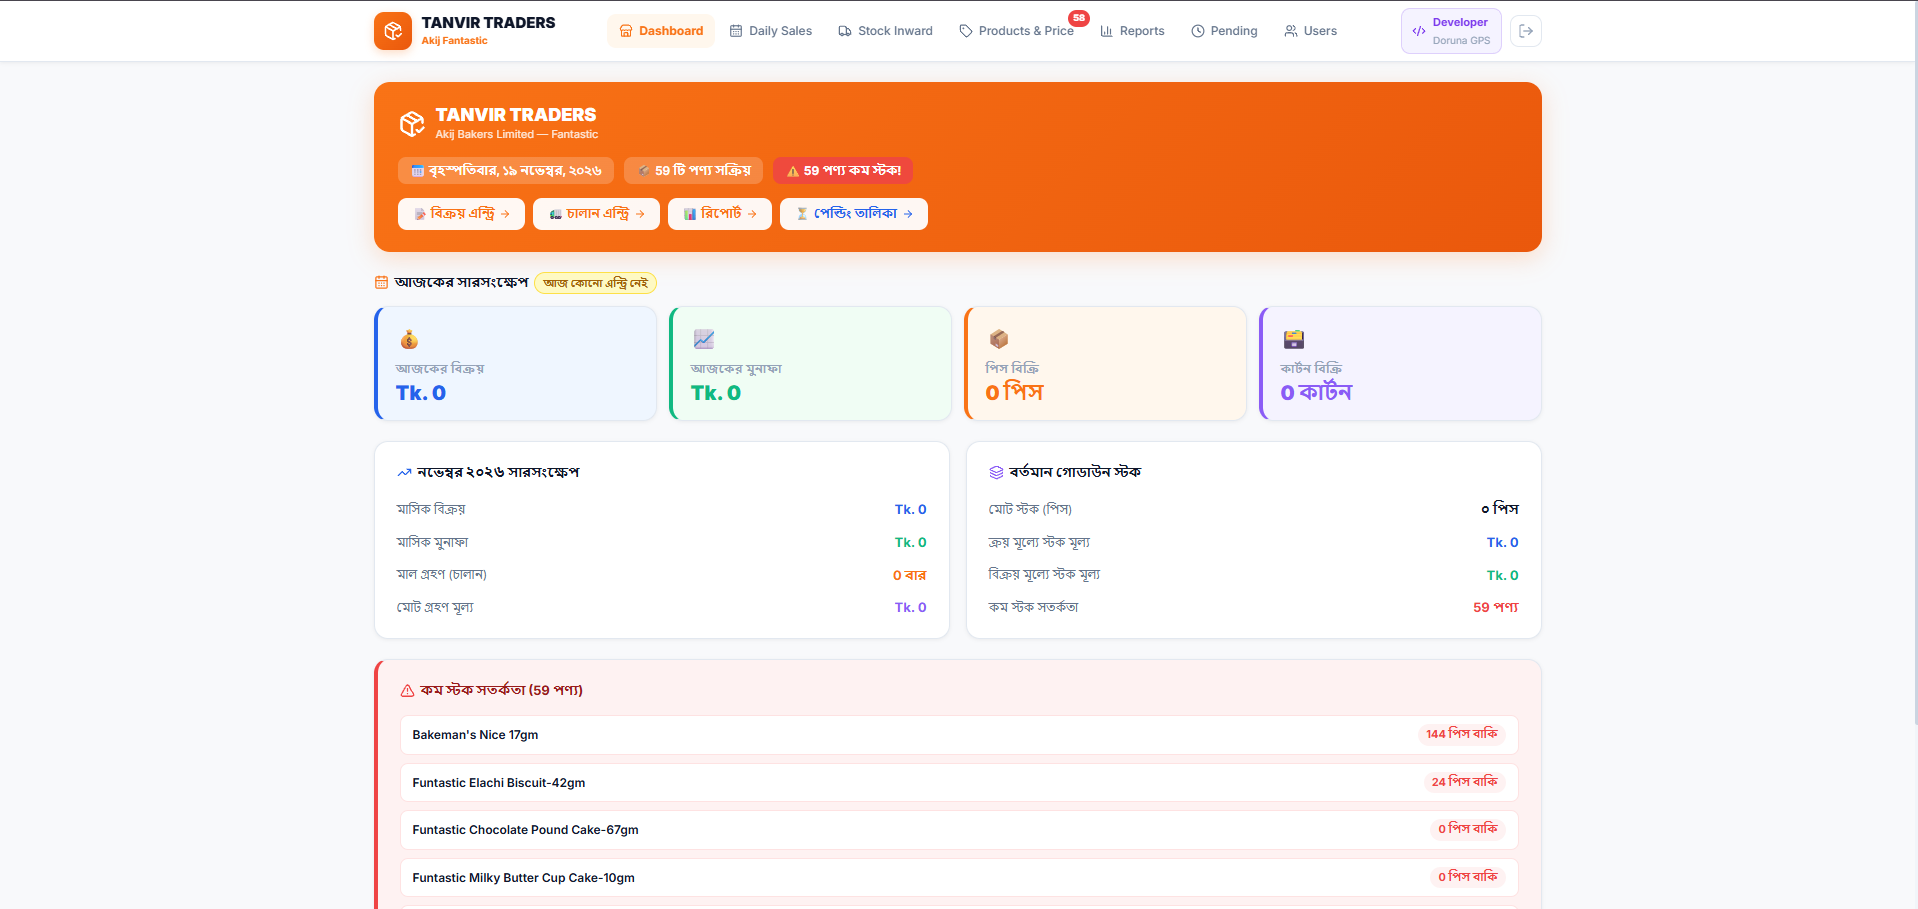 TANVIR TRADERS
Akij Fantastic
Dashboard
Daily Sales
Stock Inward
Products & Price
58
Reports
Pending
Users
Developer
Doruna GPS
TANVIR TRADERS
Akij Bakers Limited — Fantastic
বৃহস্পতিবার, ১৯ নভেম্বর, ২০২৬
59 টি পণ্য সক্রিয়
59 পণ্য কম স্টক!
বিক্রয় এন্ট্রি →
চালান এন্ট্রি →
রিপোর্ট →
পেন্ডিং তালিকা →
আজকের সারসংক্ষেপ
আজ কোনো এন্ট্রি নেই
আজকের বিক্রয়
Tk. 0
আজকের মুনাফা
Tk. 0
পিস বিক্রি
0 পিস
কার্টন বিক্রি
0 কার্টন
নভেম্বর ২০২৬ সারসংক্ষেপ
মাসিক বিক্রয় Tk. 0
মাসিক মুনাফা Tk. 0
মাল গ্রহণ (চালান) 0 বার
মোট গ্রহণ মূল্য Tk. 0
বর্তমান গোডাউন স্টক
মোট স্টক (পিস) ০ পিস
ক্রয় মূল্যে স্টক মূল্য Tk. 0
বিক্রয় মূল্যে স্টক মূল্য Tk. 0
কম স্টক সতর্কতা 59 পণ্য
কম স্টক সতর্কতা (59 পণ্য)
Bakeman's Nice 17gm 144 পিস বাকি
Funtastic Elachi Biscuit-42gm 24 পিস বাকি
Funtastic Chocolate Pound Cake-67gm 0 পিস বাকি
Funtastic Milky Butter Cup Cake-10gm 0 পিস বাকি